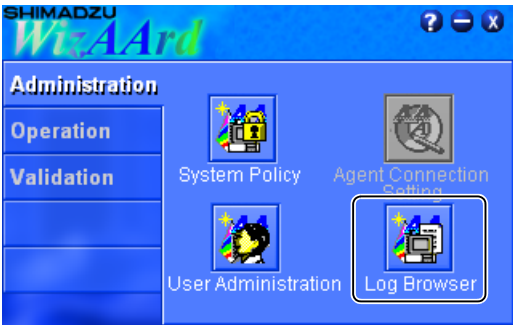 SHIMADZU
WizAArd
? — X
Administration
Operation
Validation
System Policy
Agent Connection
Setting
User Administration
Log Browser